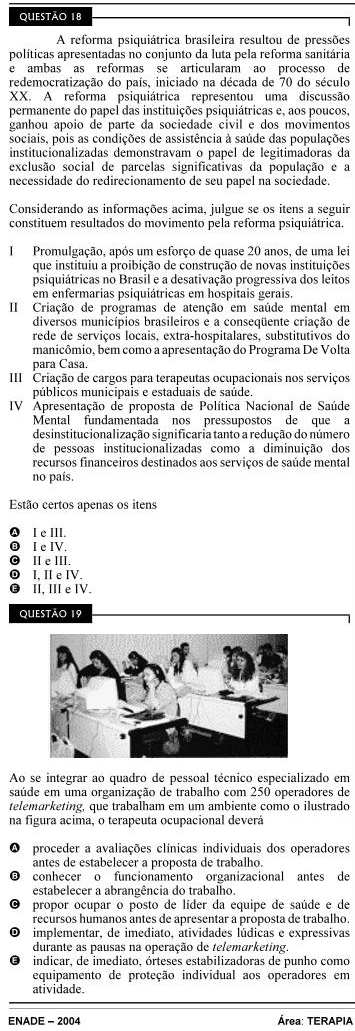 QUESTÃO 18
A reforma psiquiátrica brasileira resultou de pressões
políticas apresentadas no conjunto da luta pela reforma sanitária
e ambas as reformas se articularam ao processo de
redemocratização do país, iniciado na década de 70 do século
XX. A reforma psiquiátrica representou uma discussão
permanente do papel das instituições psiquiátricas e, aos poucos,
ganhou apoio de parte da sociedade civil e dos movimentos
sociais, pois as condições de assistência à saúde das populações
institucionalizadas demonstravam o papel de legitimadoras da
exclusão social de parcelas significativas da população e a
necessidade do redirecionamento de seu papel na sociedade.
Considerando as informações acima, julgue se os itens a seguir
constituem resultados do movimento pela reforma psiquiátrica.
I Promulgação, após um esforço de quase 20 anos, de uma lei
que instituiu a proibição de construção de novas instituições
psiquiátricas no Brasil e a desativação progressiva dos leitos
em enfermarias psiquiátricas em hospitais gerais.
II Criação de programas de atenção em saúde mental em
diversos municípios brasileiros e a conseqüente criação de
rede de serviços locais, extra-hospitalares, substitutivos do
manicômio, bem como a apresentação do Programa De Volta
para Casa.
III Criação de cargos para terapeutas ocupacionais nos serviços
públicos municipais e estaduais de saúde.
IV Apresentação de proposta de Política Nacional de Saúde
Mental fundamentada nos pressupostos de que a
desinstitucionalização significaria tanto a redução do número
de pessoas institucionalizadas como a diminuição dos
recursos financeiros destinados aos serviços de saúde mental
no país.
Estão certos apenas os itens
A I e III.
B I e IV.
C II e III.
D I, II e IV.
E II, III e IV.
QUESTÃO 19
Ao se integrar ao quadro de pessoal técnico especializado em
saúde em uma organização de trabalho com 250 operadores de
telemarketing, que trabalham em um ambiente como o ilustrado
na figura acima, o terapeuta ocupacional deverá
A proceder a avaliações clínicas individuais dos operadores
antes de estabelecer a proposta de trabalho.
B conhecer o funcionamento organizacional antes de
estabelecer a abrangência do trabalho.
C propor ocupar o posto de líder da equipe de saúde e de
recursos humanos antes de apresentar a proposta de trabalho.
D implementar, de imediato, atividades lúdicas e expressivas
durante as pausas na operação de telemarketing.
E indicar, de imediato, órteses estabilizadoras de punho como
equipamento de proteção individual aos operadores em
atividade.
ENADE – 2004 Área: TERAPIA